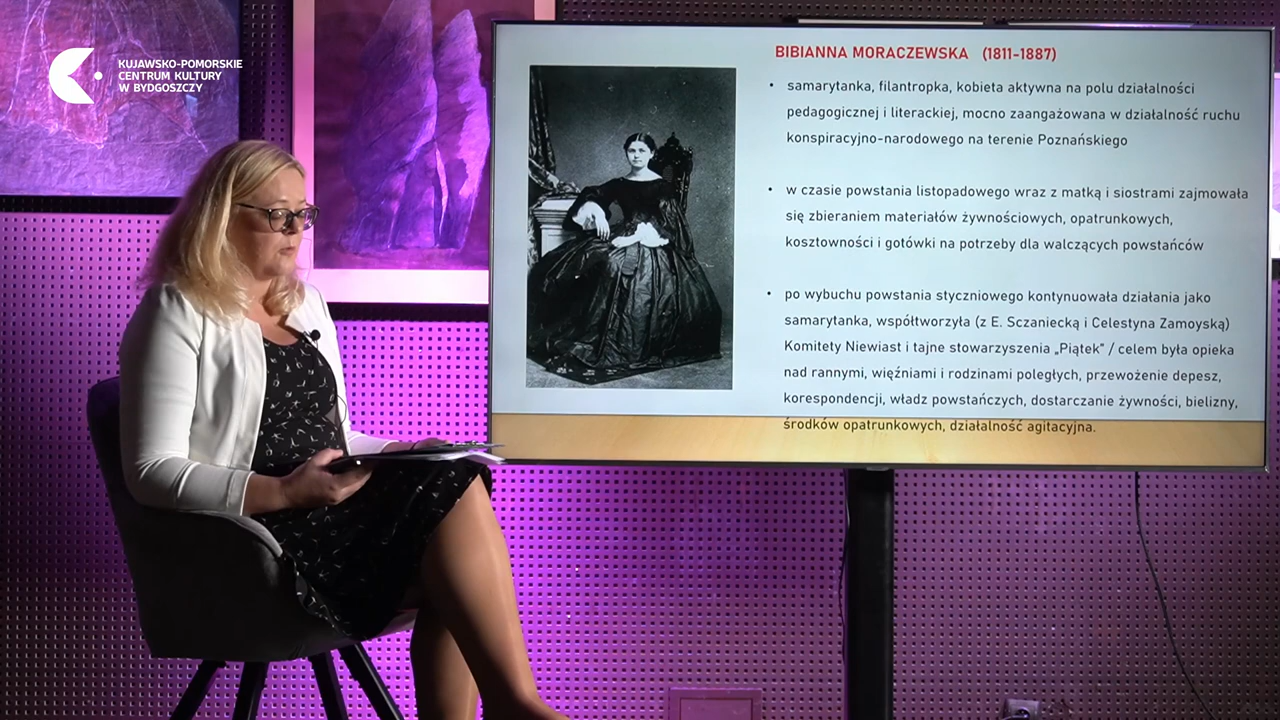 KUJAWSKO-POMORSKIE
CENTRUM KULTURY
W BYDGOSZCZY
BIBIANNA MORACZEWSKA (1811-1887)
• samarytanka, filantropka, kobieta aktywna na polu działalności
pedagogicznej i literackiej, mocno zaangażowana w działalność ruchu
konspiracyjno-narodowego na terenie Poznańskiego
• w czasie powstania listopadowego wraz z matką i siostrami zajmowała
się zbieraniem materiałów żywnościowych, opatrunkowych,
kosztowności i gotówki na potrzeby dla walczących powstańców
• po wybuchu powstania styczniowego kontynuowała działania jako
samarytanka, współtworzyła (z E. Sczaniecką i Celestyna Zamoyską)
Komitety Niewiast i tajne stowarzyszenia „Piątek" / celem była opieka
nad rannymi, więźniami i rodzinami poległych, przewożenie depesz,
korespondencji, władz powstańczych, dostarczanie żywności, bielizny,
środków opatrunkowych, działalność agitacyjna.